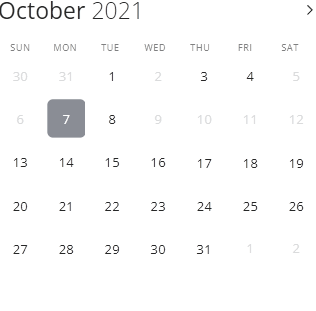 October 2021 >
SUN MON TUE WED THU FRI SAT
30 31 1 2 3 4 5
6 7 8 9 10 11 12
13 14 15 16 17 18 19
20 21 22 23 24 25 26
27 28 29 30 31 1 2